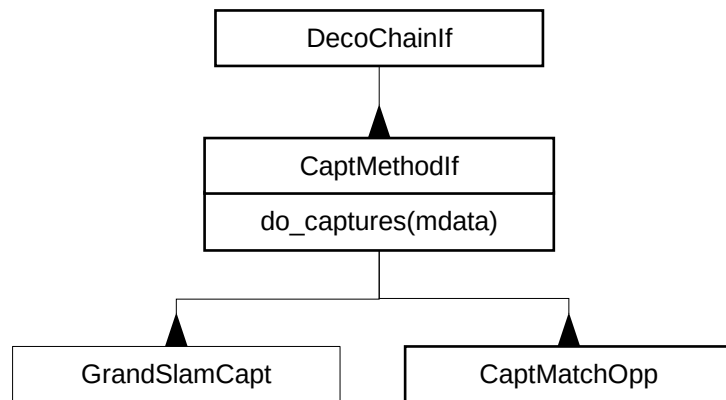 DecoChainIf
CaptMethodIf
do_captures(mdata)
GrandSlamCapt
CaptMatchOpp